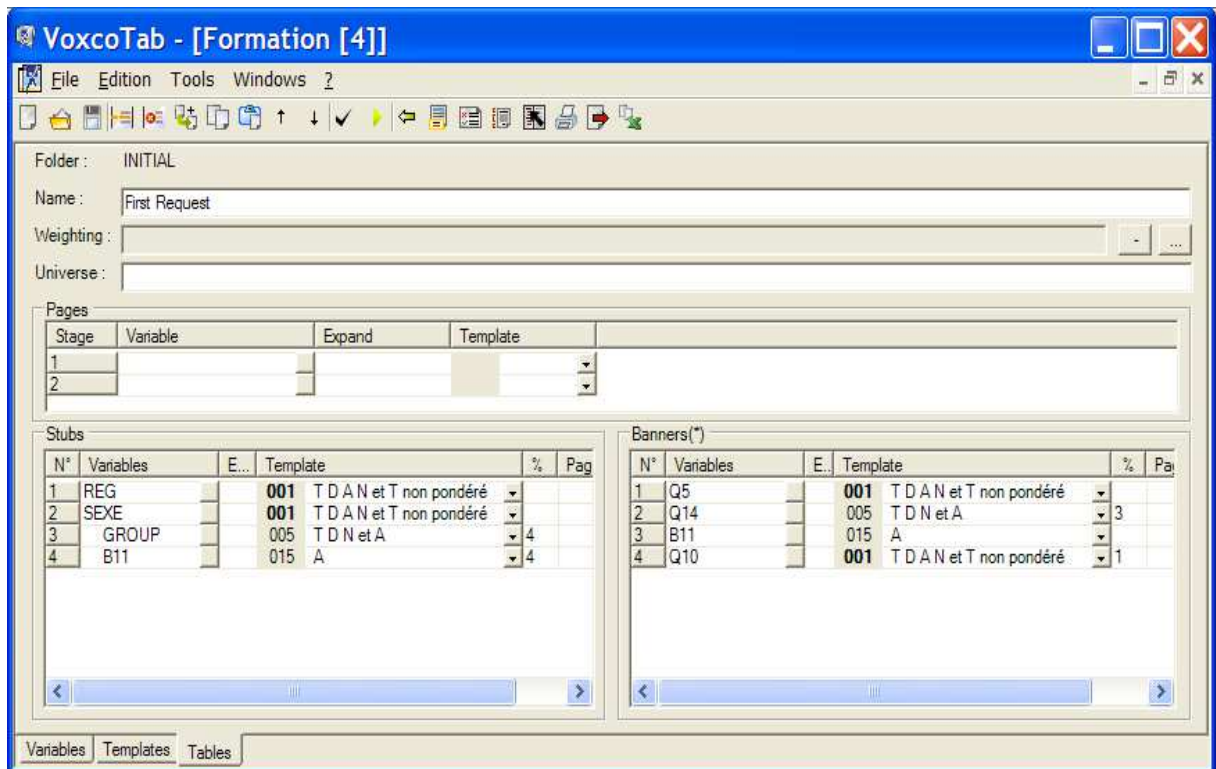 VoxcoTab - [Formation [4]]
File Edition Tools Windows ?
Folder : INITIAL
Name : First Request
Weighting : - ...
Universe :
Pages
Stage Variable Expand Template
1
2
Stubs
N° Variables E... Template % Pag
1 REG 001 T D A N et T non pondéré
2 SEXE 001 T D A N et T non pondéré
3 GROUP 005 T D N et A 4
4 B11 015 A 4
Banners(*)
N° Variables E.. Template % Pa
1 Q5 001 T D A N et T non pondéré
2 Q14 005 T D N et A 3
3 B11 015 A
4 Q10 001 T D A N et T non pondéré 1
Variables Templates Tables